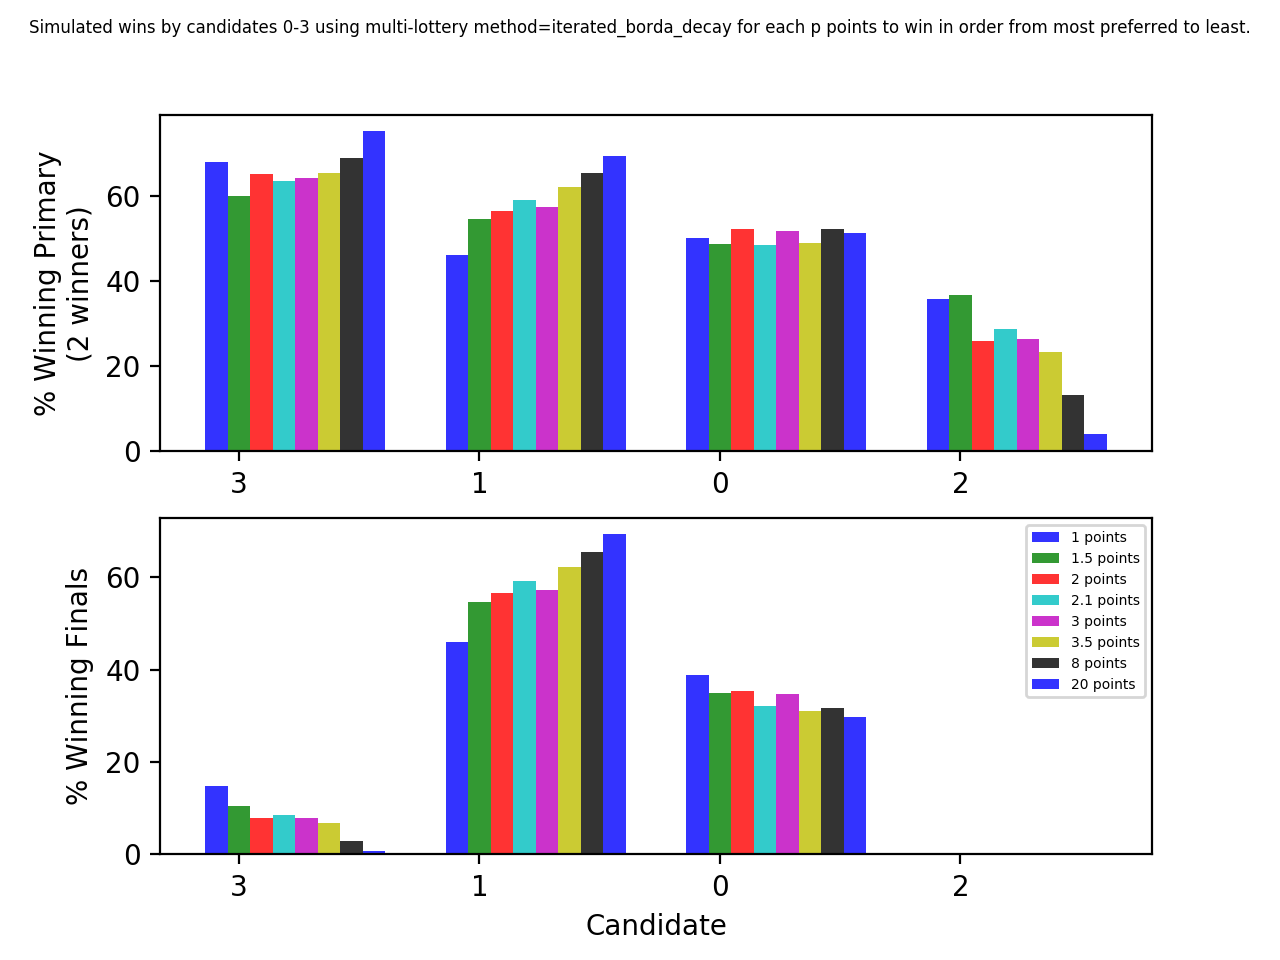 Simulated wins by candidates 0-3 using multi-lottery method=iterated_borda_decay for each p points to win in order from most preferred to least.
% Winning Primary
(2 winners)
60
40
20
0
3 1 0 2
% Winning Finals
60
40
20
0
1 points
1.5 points
2 points
2.1 points
3 points
3.5 points
8 points
20 points
3 1 0 2
Candidate